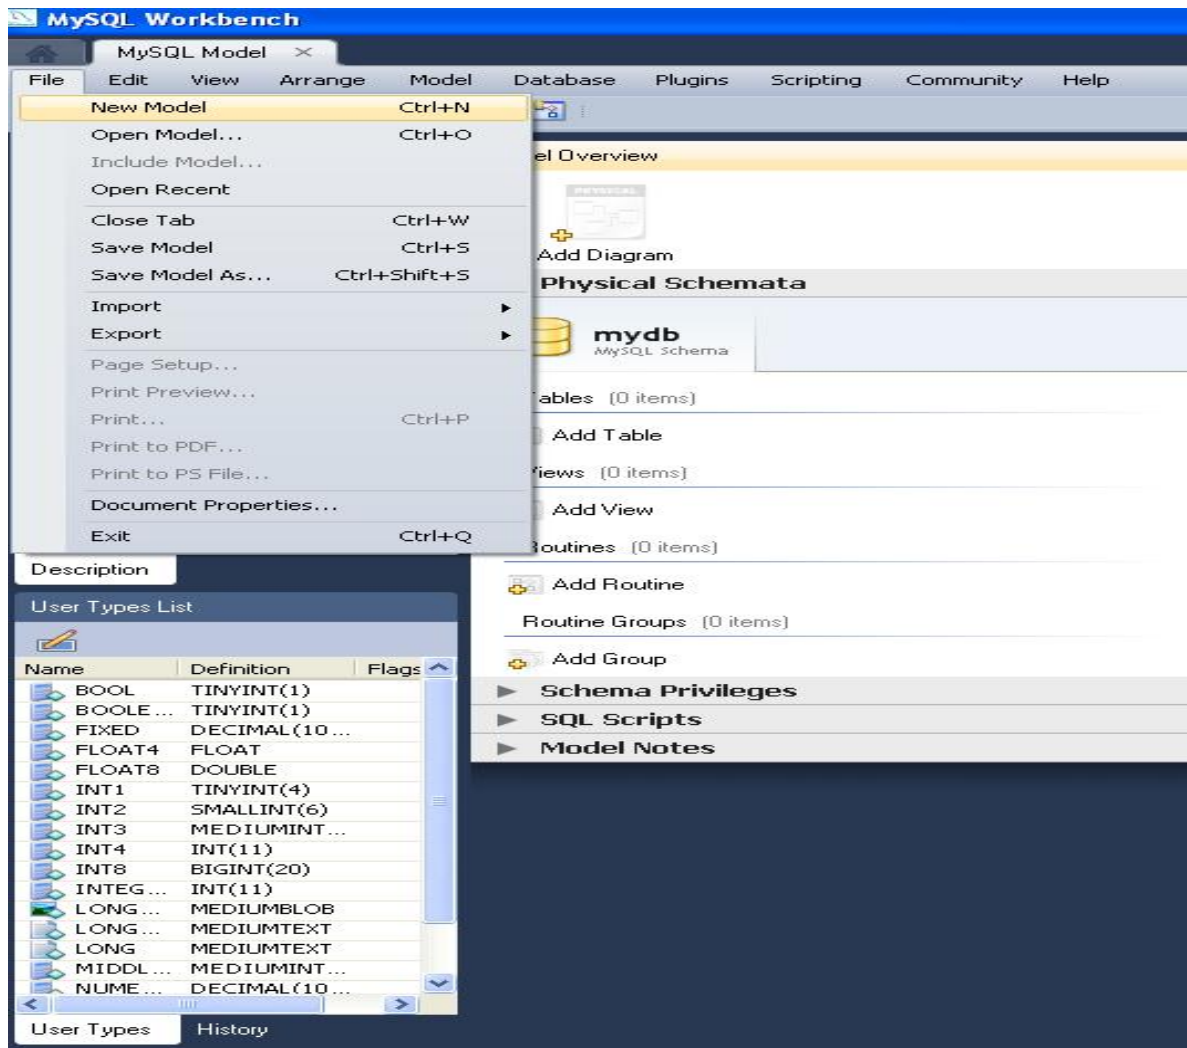 MySQL Workbench
MySQL Model
File Edit View Arrange Model Database Plugins Scripting Community Help
New Model Ctrl+N
Open Model... Ctrl+O
Include Model...
Open Recent
Close Tab Ctrl+W
Save Model Ctrl+S
Save Model As... Ctrl+Shift+S
Import
Export
Page Setup...
Print Preview...
Print... Ctrl+P
Print to PDF...
Print to PS File...
Document Properties...
Exit Ctrl+Q
el Overview
PHYSICAL
Add Diagram
Physical Schemata
mydb
MySQL Schema
ables (0 items)
Add Table
iews (0 items)
Add View
Routines (0 items)
Add Routine
Routine Groups (0 items)
Add Group
Schema Privileges
SQL Scripts
Model Notes
Description
User Types List
Name Definition Flags
BOOL TINYINT(1)
BOOLE... TINYINT(1)
FIXED DECIMAL(10...
FLOAT4 FLOAT
FLOAT8 DOUBLE
INT1 TINYINT(4)
INT2 SMALLINT(6)
INT3 MEDIUMINT...
INT4 INT(11)
INT8 BIGINT(20)
INTEG... INT(11)
LONG... MEDIUMBLOB
LONG... MEDIUMTEXT
LONG MEDIUMTEXT
MIDDL... MEDIUMINT...
NUME... DECIMAL(10...
User Types History